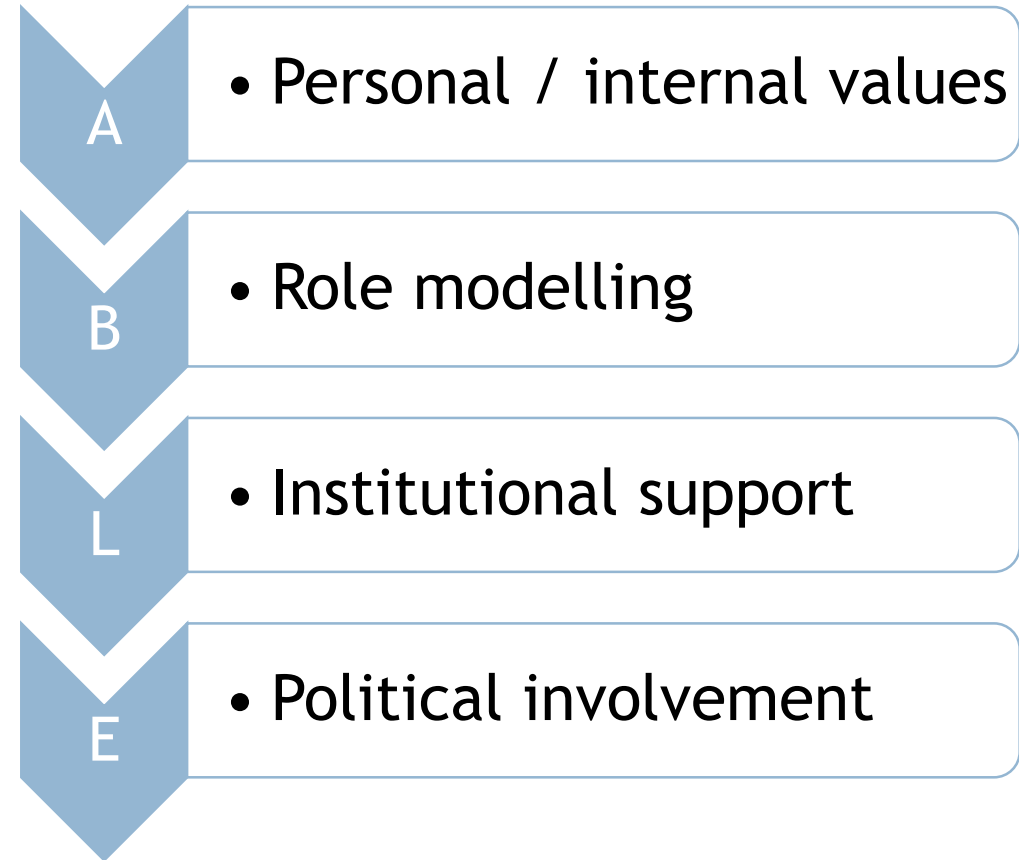 A
• Personal / internal values
B
• Role modelling
L
• Institutional support
E
• Political involvement